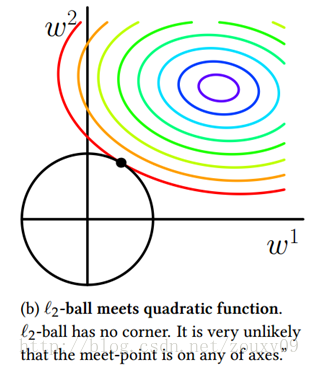 w²
w¹
(b) ℓ₂-ball meets quadratic function.
ℓ₂-ball has no corner. It is very unlikely
that the meet-point is on any of axes.”
http://blog.csdn.net/zouxy09